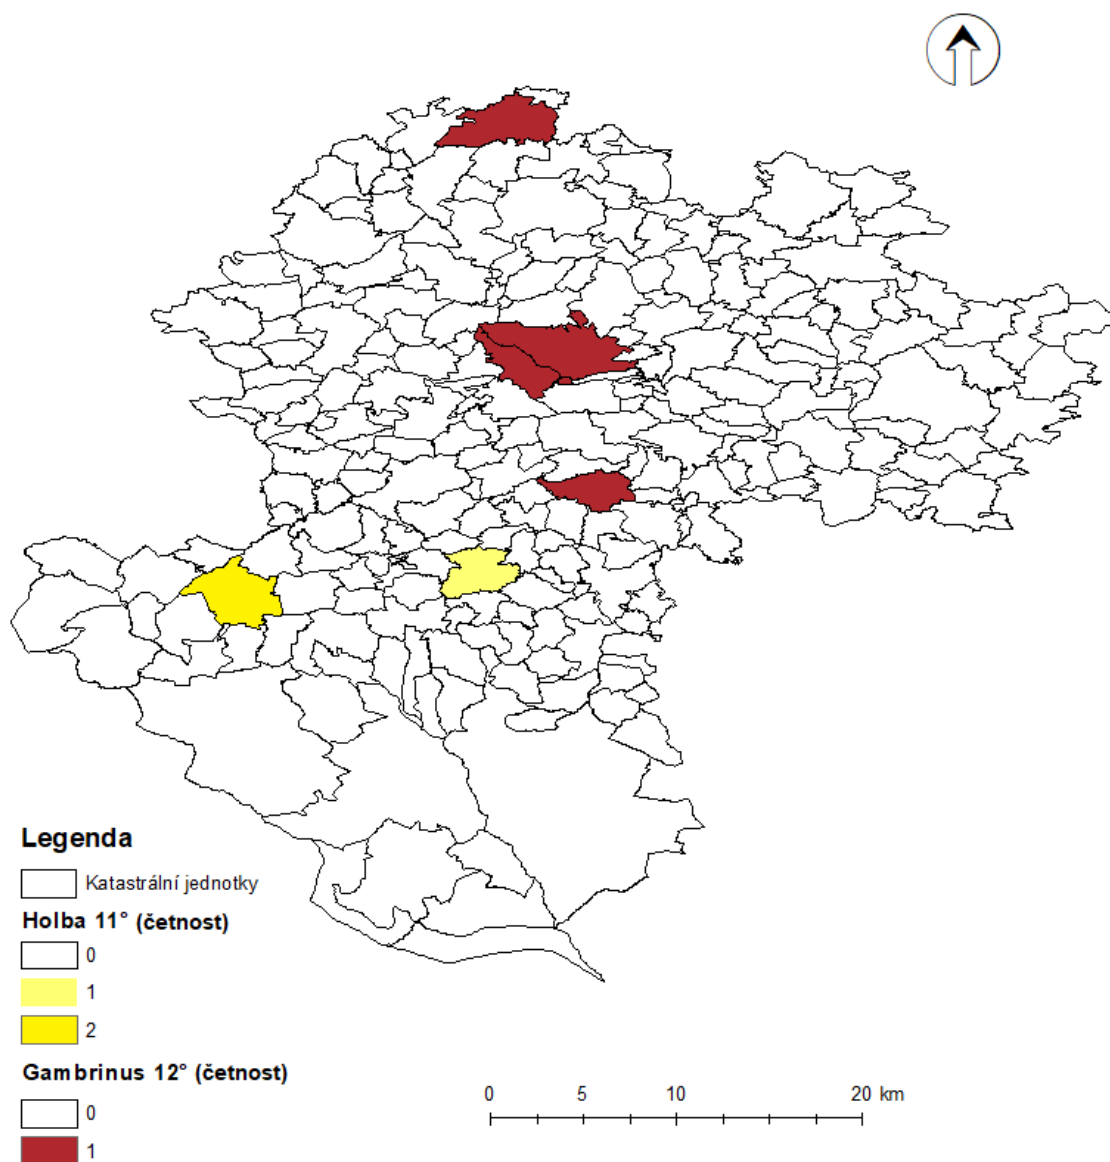 Legenda
Katastrální jednotky
Holba 11° (četnost)
0
1
2
Gambrinus 12° (četnost)
0
1
0 5 10 20 km